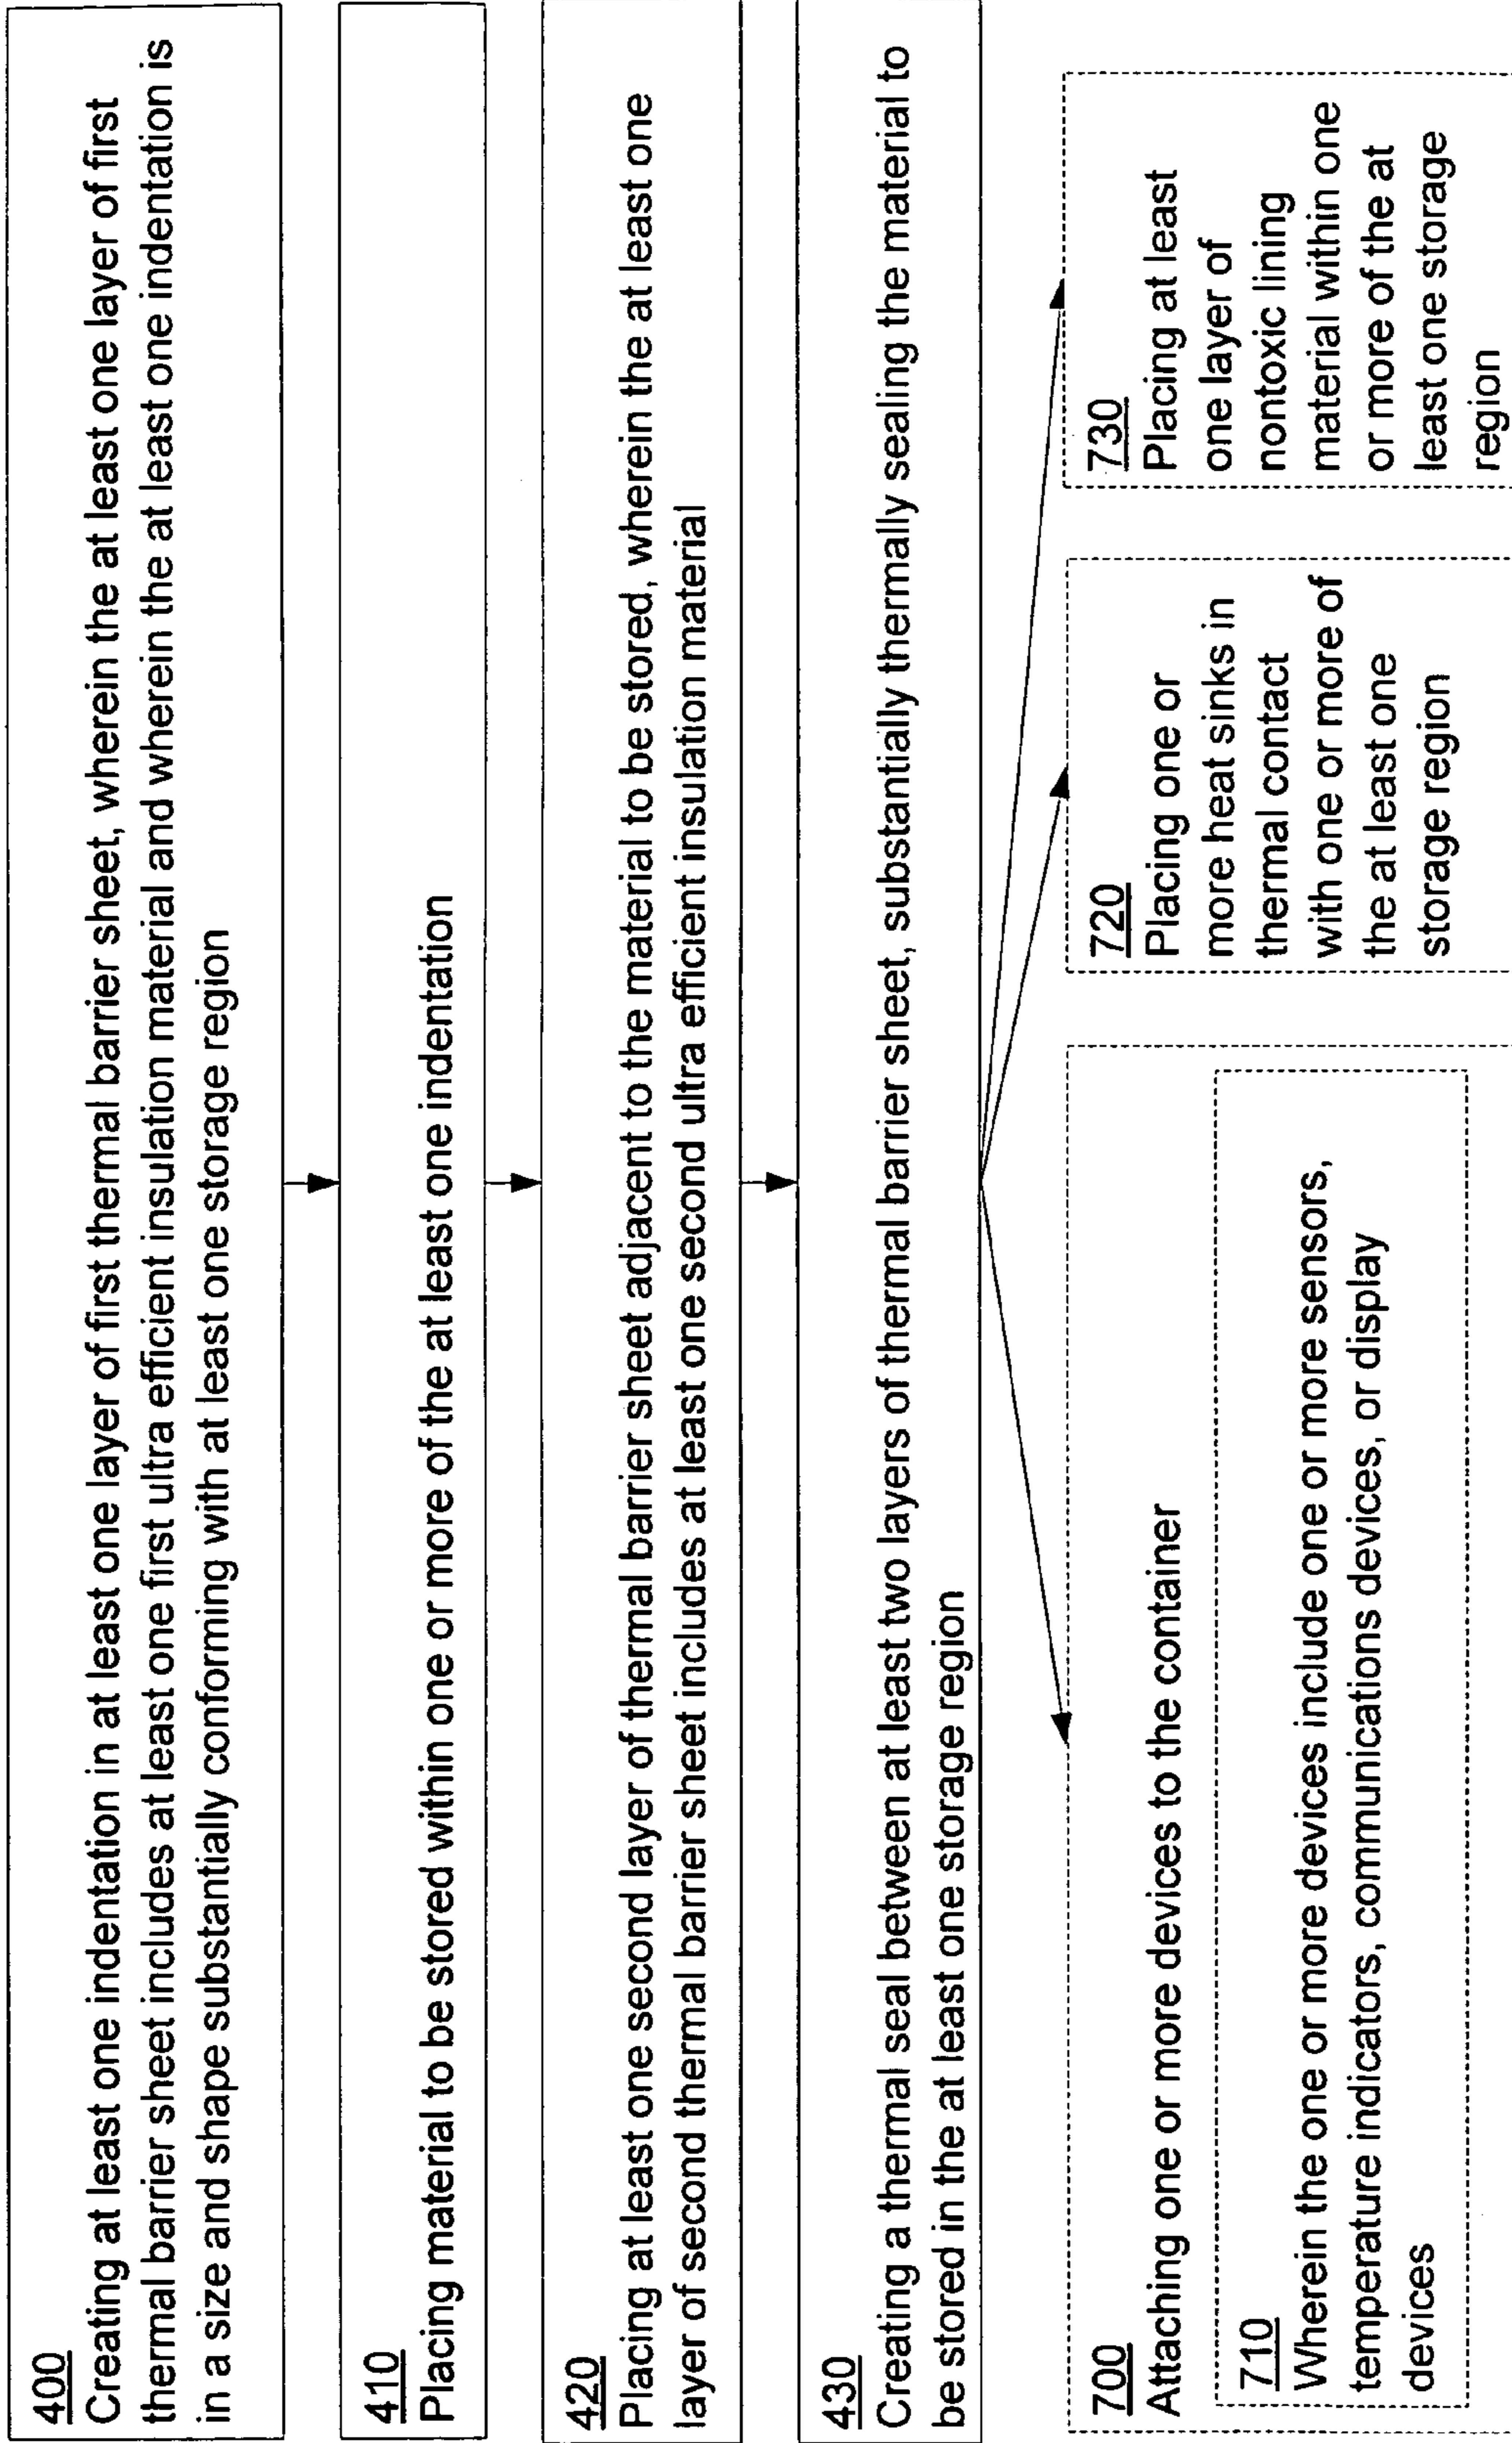 400
Creating at least one indentation in at least one layer of first thermal barrier sheet, wherein the at least one layer of first
thermal barrier sheet includes at least one first ultra efficient insulation material and wherein the at least one indentation is
in a size and shape substantially conforming with at least one storage region
410
Placing material to be stored within one or more of the at least one indentation
420
Placing at least one second layer of thermal barrier sheet adjacent to the material to be stored, wherein the at least one
layer of second thermal barrier sheet includes at least one second ultra efficient insulation material
430
Creating a thermal seal between at least two layers of thermal barrier sheet, substantially thermally sealing the material to
be stored in the at least one storage region
700
Attaching one or more devices to the container
710
Wherein the one or more devices include one or more sensors,
temperature indicators, communications devices, or display
devices
720
Placing one or
more heat sinks in
thermal contact
with one or more of
the at least one
storage region
730
Placing at least
one layer of
nontoxic lining
material within one
or more of the at
least one storage
region